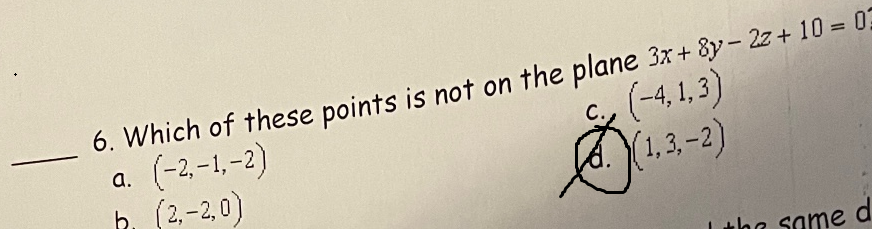 6. Which of these points is not on the plane 3x + 8y − 2z + 10 = 0?
a. (−2, −1, −2)
b. (2, −2, 0)
c. (−4, 1, 3)
d. (1, 3, −2)
the same d